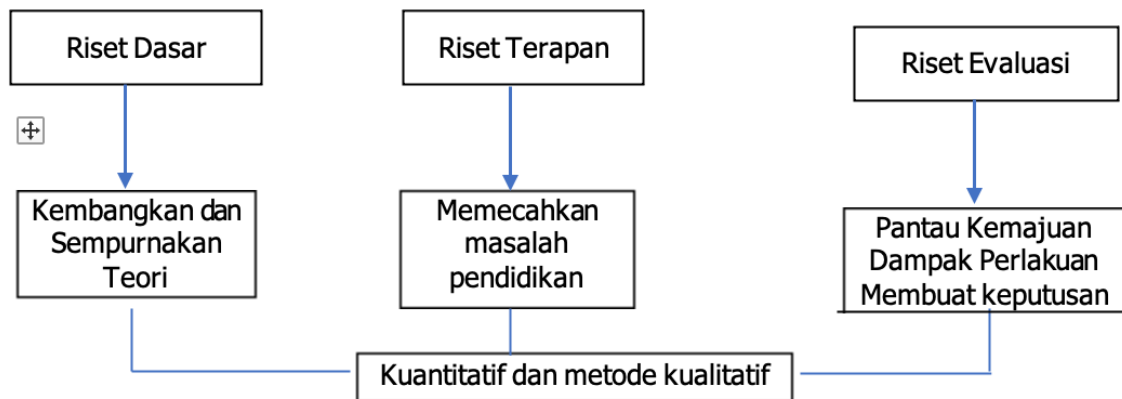 Riset Dasar
Riset Terapan
Riset Evaluasi
Kembangkan dan
Sempurnakan
Teori
Memecahkan
masalah
pendidikan
Pantau Kemajuan
Dampak Perlakuan
Membuat keputusan
Kuantitatif dan metode kualitatif